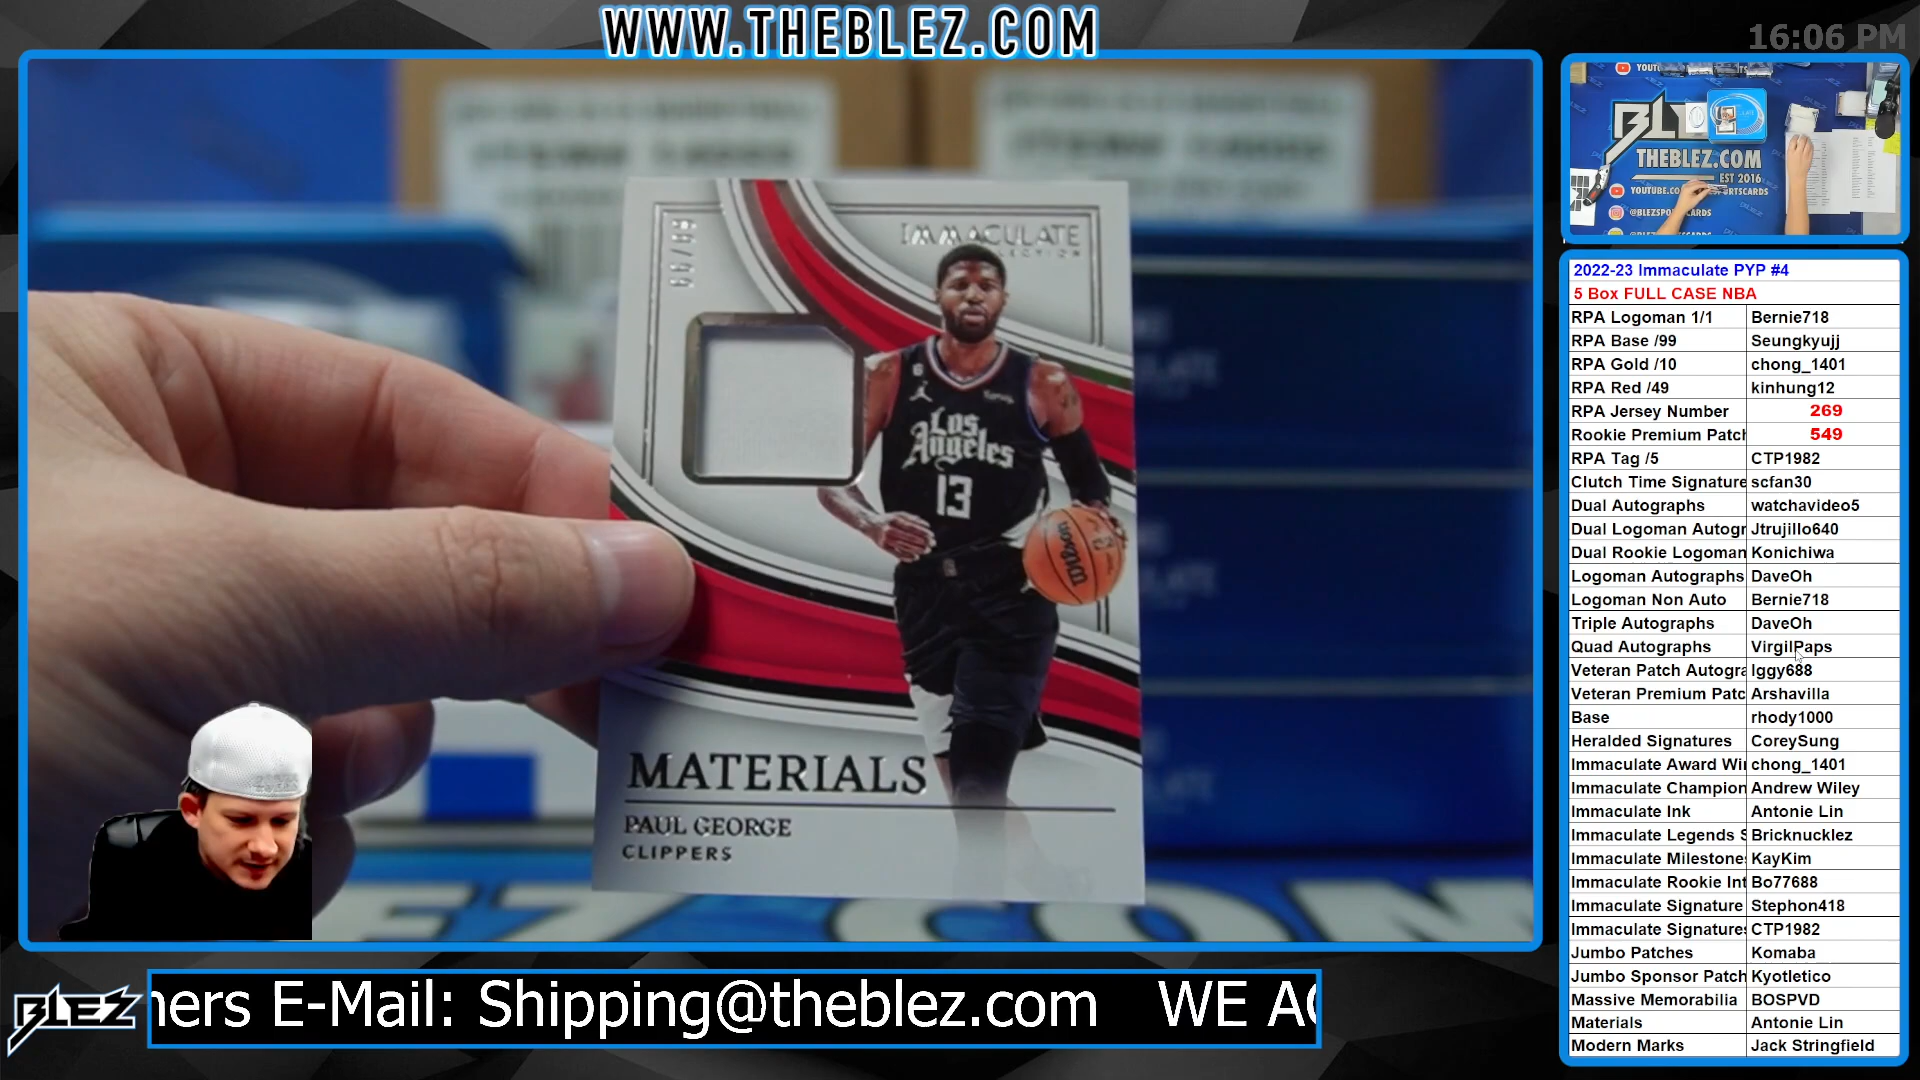 WWW.THEBLEZ.COM
16:06 PM
IMMACULATE
Los
Angeles
13
Wilson
MATERIALS
PAUL GEORGE
CLIPPERS
THEBLEZ.COM
EST 2016
2022-23 Immaculate PYP #4
5 Box FULL CASE NBA
RPA Logoman 1/1 Bernie718
RPA Base /99 Seungkyujj
RPA Gold /10 chong_1401
RPA Red /49 kinhung12
RPA Jersey Number 269
Rookie Premium Patch 549
RPA Tag /5 CTP1982
Clutch Time Signature scfan30
Dual Autographs watchavideo5
Dual Logoman Autogr Jtrujillo640
Dual Rookie Logoman Konichiwa
Logoman Autographs DaveOh
Logoman Non Auto Bernie718
Triple Autographs DaveOh
Quad Autographs VirgilPaps
Veteran Patch Autogra Iggy688
Veteran Premium Patc Arshavilla
Base rhody1000
Heralded Signatures CoreySung
Immaculate Award Wi chong_1401
Immaculate Champion Andrew Wiley
Immaculate Ink Antonie Lin
Immaculate Legends S Bricknucklez
Immaculate Milestone KayKim
Immaculate Rookie Int Bo77688
Immaculate Signature Stephon418
Immaculate Signature CTP1982
Jumbo Patches Komaba
Jumbo Sponsor Patch Kyotletico
Massive Memorabilia BOSPVD
Materials Antonie Lin
Modern Marks Jack Stringfield
BLEZ
ners E-Mail: Shipping@theblez.com WE AC